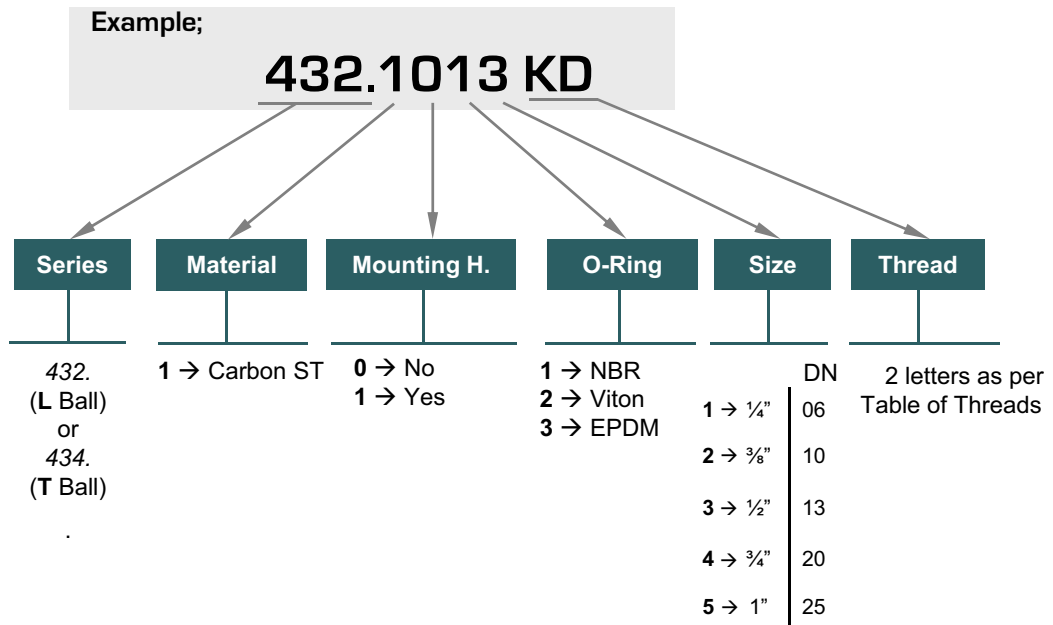 Example;
432.1013 KD
Series
Material
Mounting H.
O-Ring
Size
Thread
432.
(L Ball)
or
434.
(T Ball)
.
1 → Carbon ST
0 → No
1 → Yes
1 → NBR
2 → Viton
3 → EPDM
DN
1 → ¼” 06
2 → ⅜” 10
3 → ½” 13
4 → ¾” 20
5 → 1” 25
2 letters as per
Table of Threads